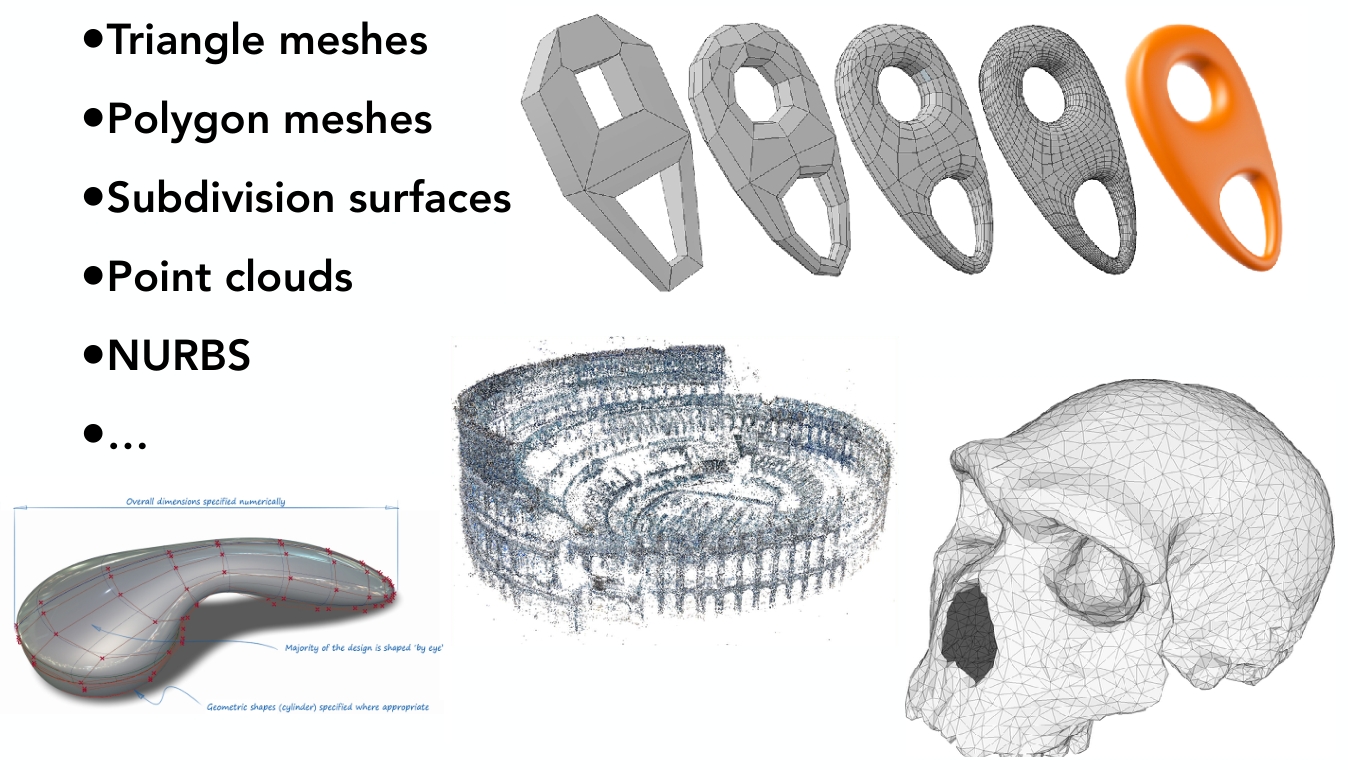 •Triangle meshes
•Polygon meshes
•Subdivision surfaces
•Point clouds
•NURBS
•...
Overall dimensions specified numerically
Majority of the design is shaped 'by eye'
Geometric shapes (cylinder) specified where appropriate